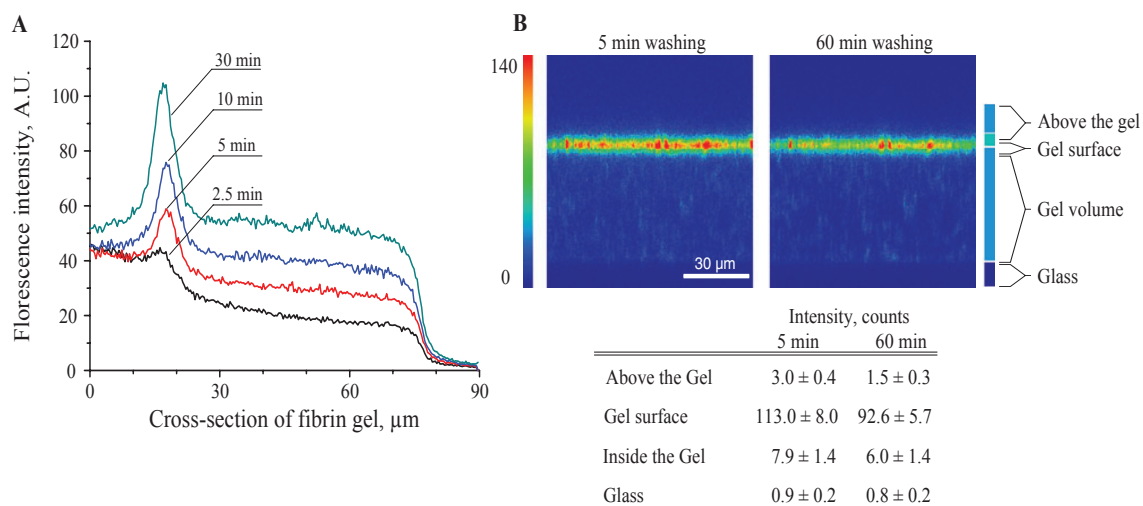 A
Florescence intensity, A.U.
120
100
80
60
40
20
0
30 min
10 min
5 min
2.5 min
0
30
60
90
Cross-section of fibrin gel, µm
B
5 min washing
60 min washing
140
0
30 µm
Above the gel
Gel surface
Gel volume
Glass
Intensity, counts
5 min 60 min
Above the Gel 3.0 ± 0.4 1.5 ± 0.3
Gel surface 113.0 ± 8.0 92.6 ± 5.7
Inside the Gel 7.9 ± 1.4 6.0 ± 1.4
Glass 0.9 ± 0.2 0.8 ± 0.2